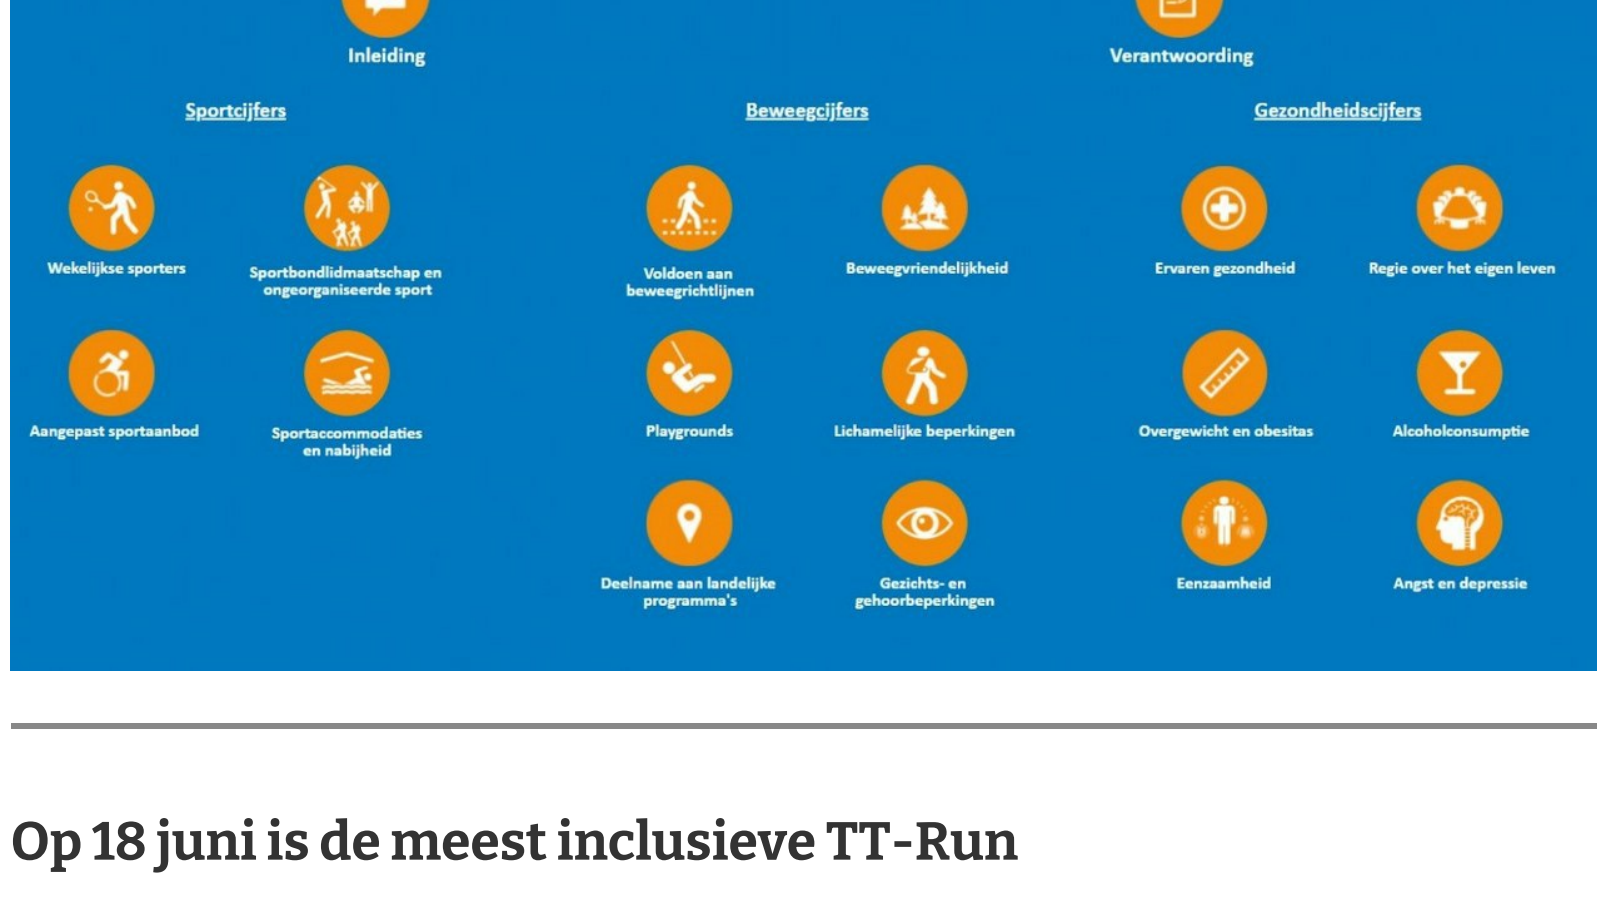 Inleiding
Verantwoording
Sportcijfers
Beweegcijfers
Gezondheidscijfers
Wekelijkse sporters
Sportbondlidmaatschap en
ongeorganiseerde sport
Voldoen aan
beweegrichtlijnen
Beweegvriendelijkheid
Ervaren gezondheid
Regie over het eigen leven
Aangepast sportaanbod
Sportaccommodaties
en nabijheid
Playgrounds
Lichamelijke beperkingen
Overgewicht en obesitas
Alcoholconsumptie
Deelname aan landelijke
programma's
Gezichts- en
gehoorbeperkingen
Eenzaamheid
Angst en depressie
Op 18 juni is de meest inclusieve TT-Run